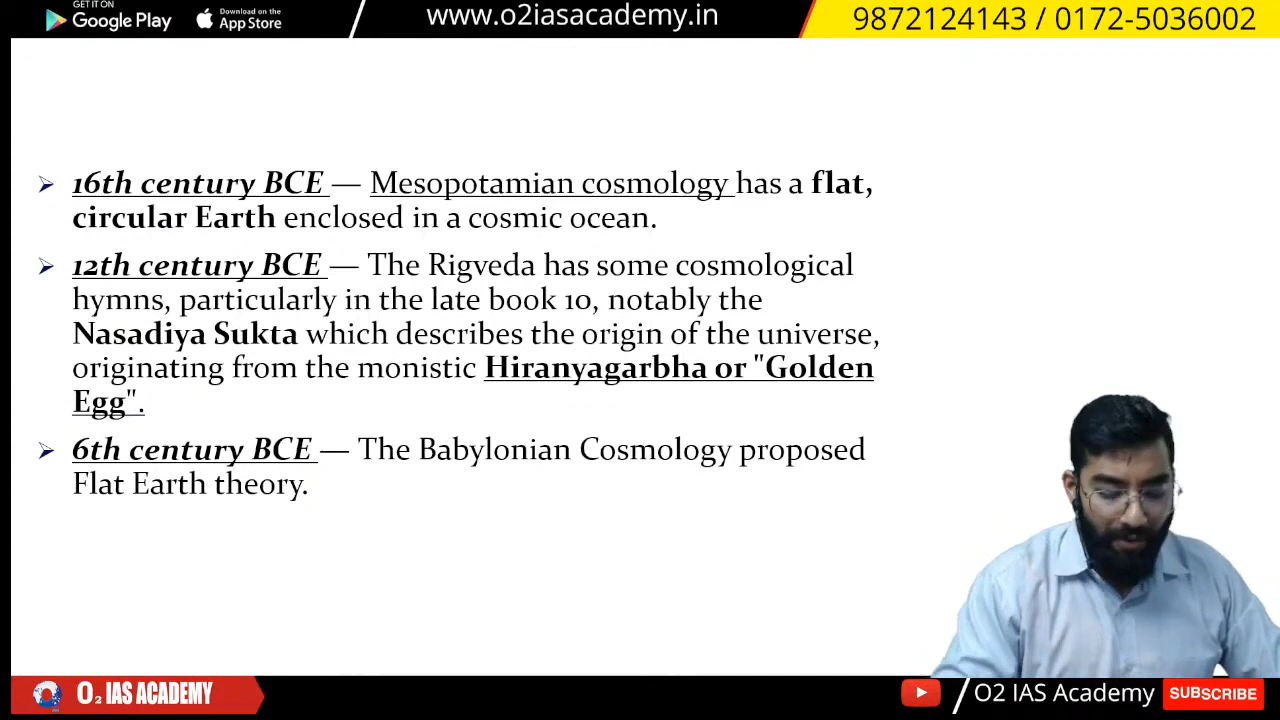 GET IT ON
Google Play
Download on the
App Store
www.o2iasacademy.in
9872124143 / 0172-5036002
➢ 16th century BCE — Mesopotamian cosmology has a flat,
circular Earth enclosed in a cosmic ocean.
➢ 12th century BCE — The Rigveda has some cosmological
hymns, particularly in the late book 10, notably the
Nasadiya Sukta which describes the origin of the universe,
originating from the monistic Hiranyagarbha or "Golden
Egg".
➢ 6th century BCE — The Babylonian Cosmology proposed
Flat Earth theory.
O₂ IAS ACADEMY
O2 IAS Academy
SUBSCRIBE